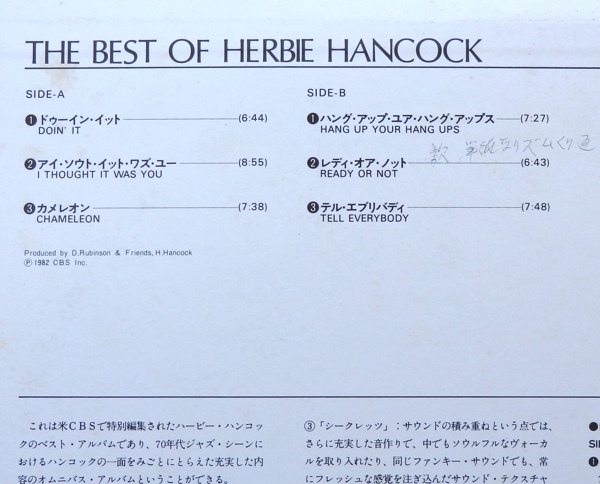 THE BEST OF HERBIE HANCOCK
SIDE-A
❶ドゥーイン・イット (6:44)
DOIN' IT
❷アイ・ソウト・イット・ワズ・ユー (8:55)
I THOUGHT IT WAS YOU
❸カメレオン (7:38)
CHAMELEON
SIDE-B
❶ハング・アップ・ユア・ハング・アップス (7:27)
HANG UP YOUR HANG UPS
リズム
❷レディ・オア・ノット (6:43)
READY OR NOT
❸テル・エブリバディ (7:48)
TELL EVERYBODY
Produced by D.Rubinson & Friends, H.Hancock
Ⓟ1982 CBS Inc.
これは米CBSで特別編集されたハービー・ハンコッ
クのベスト・アルバムであり、70年代ジャズ・シーンに
おけるハンコックの一面をみごとにとらえた充実した内
容のオムニバス・アルバムということができる。
③「シークレッツ」:サウンドの積み重ねという点では、
さらに充実した音作りで、中でもソウルフルなヴォーカ
ルを取り入れたり、同じファンキー・サウンドでも、常
にフレッシュな感覚を注ぎ込んだサウンド・テクスチャ
●
SI
❶